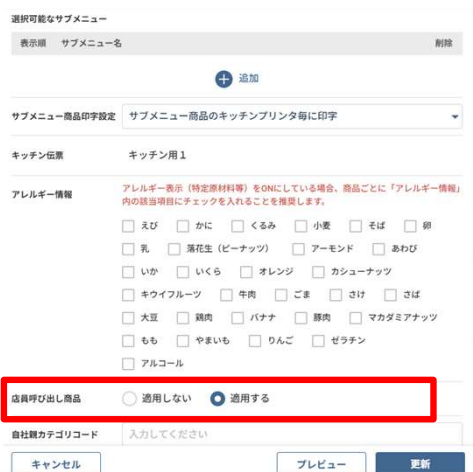 選択可能なサブメニュー
表示順 サブメニュー名 削除
追加
サブメニュー商品印字設定 サブメニュー商品のキッチンプリンタ毎に印字
キッチン伝票 キッチン用１
アレルギー情報 アレルギー表示（特定原材料等）をONにしている場合、商品ごとに「アレルギー情報」
内の該当項目にチェックを入れることを推奨します。
えび かに くるみ 小麦 そば 卵
乳 落花生（ピーナッツ） アーモンド あわび
いか いくら オレンジ カシューナッツ
キウイフルーツ 牛肉 ごま さけ さば
大豆 鶏肉 バナナ 豚肉 マカダミアナッツ
もも やまいも りんご ゼラチン
アルコール
店員呼び出し商品 適用しない 適用する
自社親カテゴリコード 入力してください
キャンセル プレビュー 更新